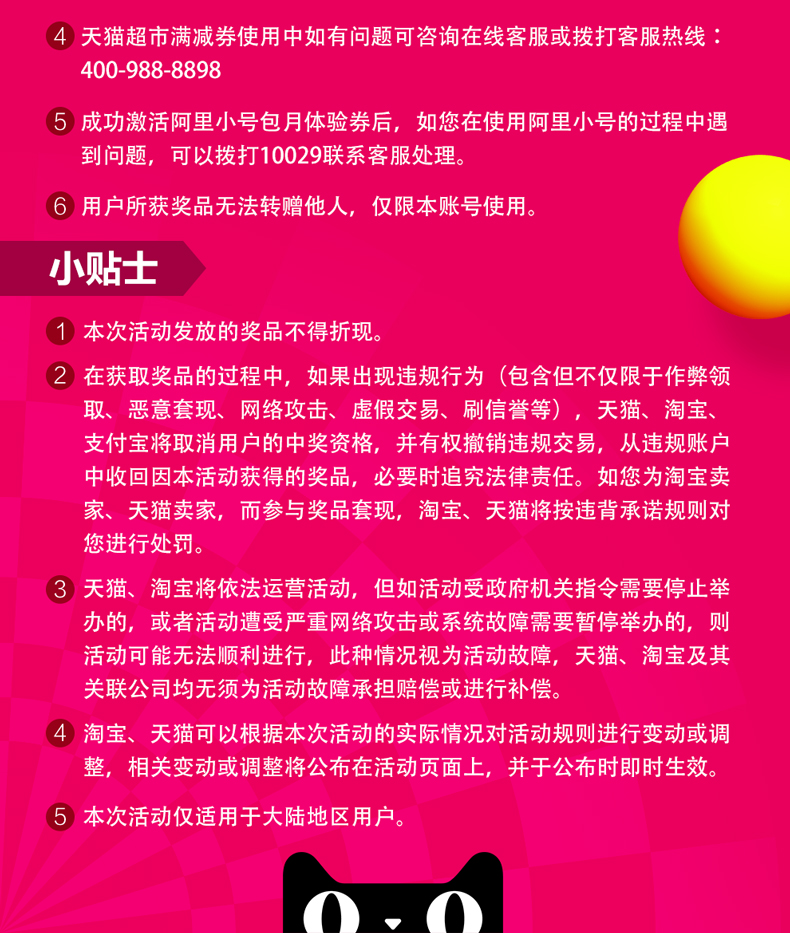 4 天猫超市满减券使用中如有问题可咨询在线客服或拨打客服热线：
400-988-8898
5 成功激活阿里小号包月体验券后，如您在使用阿里小号的过程中遇
到问题，可以拨打10029联系客服处理。
6 用户所获奖品无法转赠他人，仅限本账号使用。
小贴士
1 本次活动发放的奖品不得折现。
2 在获取奖品的过程中，如果出现违规行为（包含但不仅限于作弊领
取、恶意套现、网络攻击、虚假交易、刷信誉等），天猫、淘宝、
支付宝将取消用户的中奖资格，并有权撤销违规交易，从违规账户
中收回因本活动获得的奖品，必要时追究法律责任。如您为淘宝卖
家、天猫卖家，而参与奖品套现，淘宝、天猫将按违背承诺规则对
您进行处罚。
3 天猫、淘宝将依法运营活动，但如活动受政府机关指令需要停止举
办的，或者活动遭受严重网络攻击或系统故障需要暂停举办的，则
活动可能无法顺利进行，此种情况视为活动故障，天猫、淘宝及其
关联公司均无须为活动故障承担赔偿或进行补偿。
4 淘宝、天猫可以根据本次活动的实际情况对活动规则进行变动或调
整，相关变动或调整将公布在活动页面上，并于公布时即时生效。
5 本次活动仅适用于大陆地区用户。